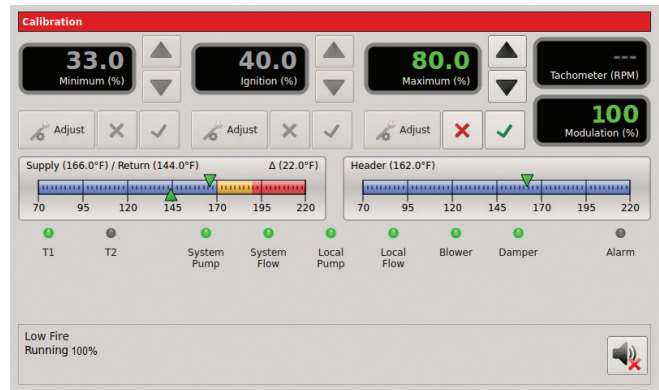 Calibration
33.0 40.0 80.0 ---
Minimum (%) Ignition (%) Maximum (%) Tachometer (RPM)
100
Adjust Adjust Adjust Modulation (%)
Supply (166.0°F) / Return (144.0°F) Δ (22.0°F) Header (162.0°F)
70 95 120 145 170 195 220 70 95 120 145 170 195 220
T1 T2 System Pump System Flow Local Pump Local Flow Blower Damper Alarm
Low Fire
Running 100%